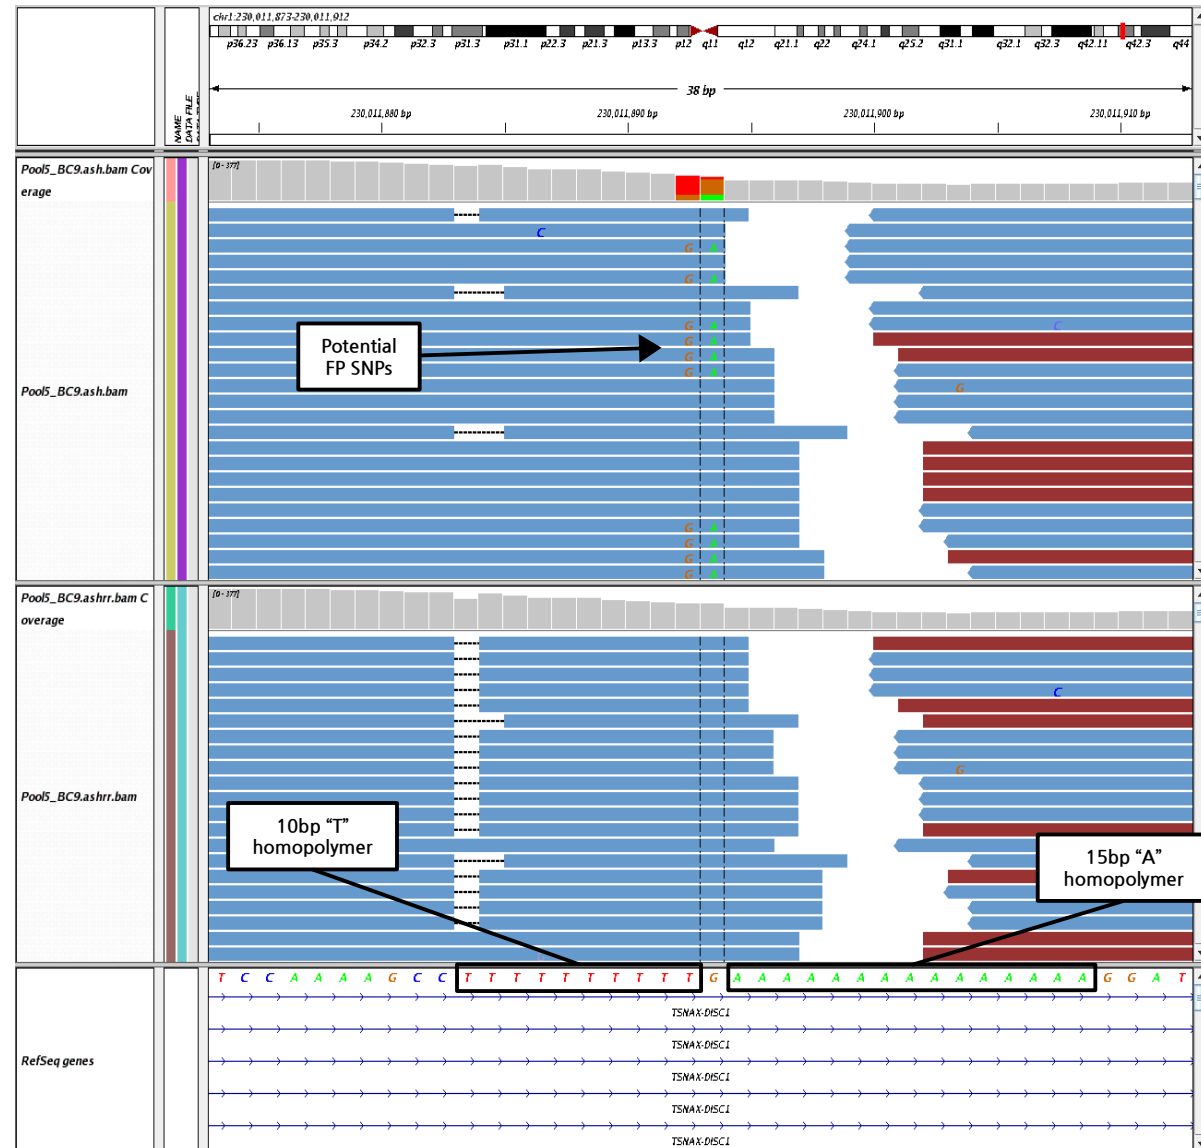 chr1:230,011,873-230,011,912
p36.23 p36.13 p35.3 p34.2 p32.3 p31.3 p31.1 p22.3 p21.3 p13.3 p12 q11 q12 q21.1 q22 q24.1 q25.2 q31.1 q32.1 q32.3 q42.11 q42.3 q44
38 bp
230,011,880 bp 230,011,890 bp 230,011,900 bp 230,011,910 bp
NAME
DATA FILE
Pool5_BC9.ash.bam Cov
erage
[0 - 377]
C
G A
G A
G A C
G A
G A
G A
G
G A
G A
G A
G A
Potential
FP SNPs
Pool5_BC9.ash.bam
Pool5_BC9.ashrr.bam C
overage
[0 - 377]
C
G
Pool5_BC9.ashrr.bam
10bp “T”
homopolymer
15bp “A”
homopolymer
T C C A A A A G C C T T T T T T T T T T G A A A A A A A A A A A A A A A G G A T
RefSeq genes
TSNAX-DISC1
TSNAX-DISC1
TSNAX-DISC1
TSNAX-DISC1
TSNAX-DISC1